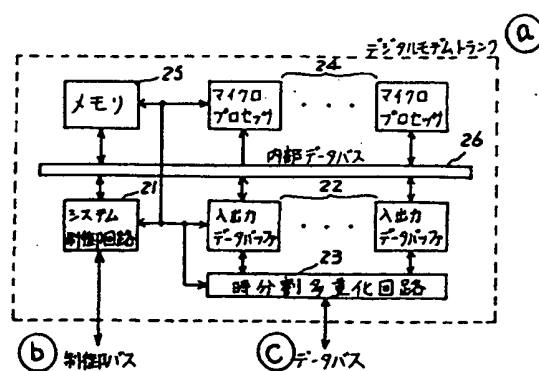 ⓐ
デジタルモデムトランク
25
24
メモリ
マイクロ
プロセッサ
・・・
マイクロ
プロセッサ
内部データバス
26
21
22
システム
制御回路
入出力
データバッファ
・・・
入出力
データバッファ
23
時分割多重化回路
ⓑ 制御バス
ⓒ データバス